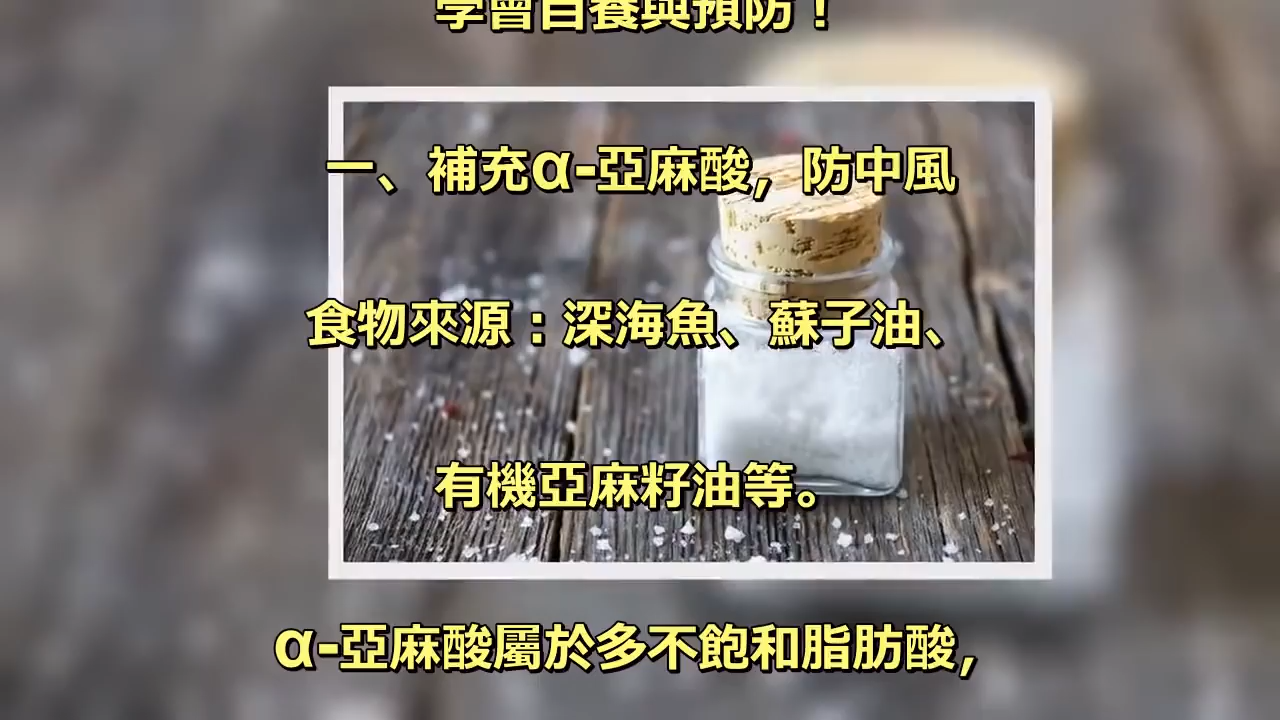 學會自養與預防！
一、補充α-亞麻酸，防中風
食物來源：深海魚、蘇子油、
有機亞麻籽油等。
α-亞麻酸屬於多不飽和脂肪酸，